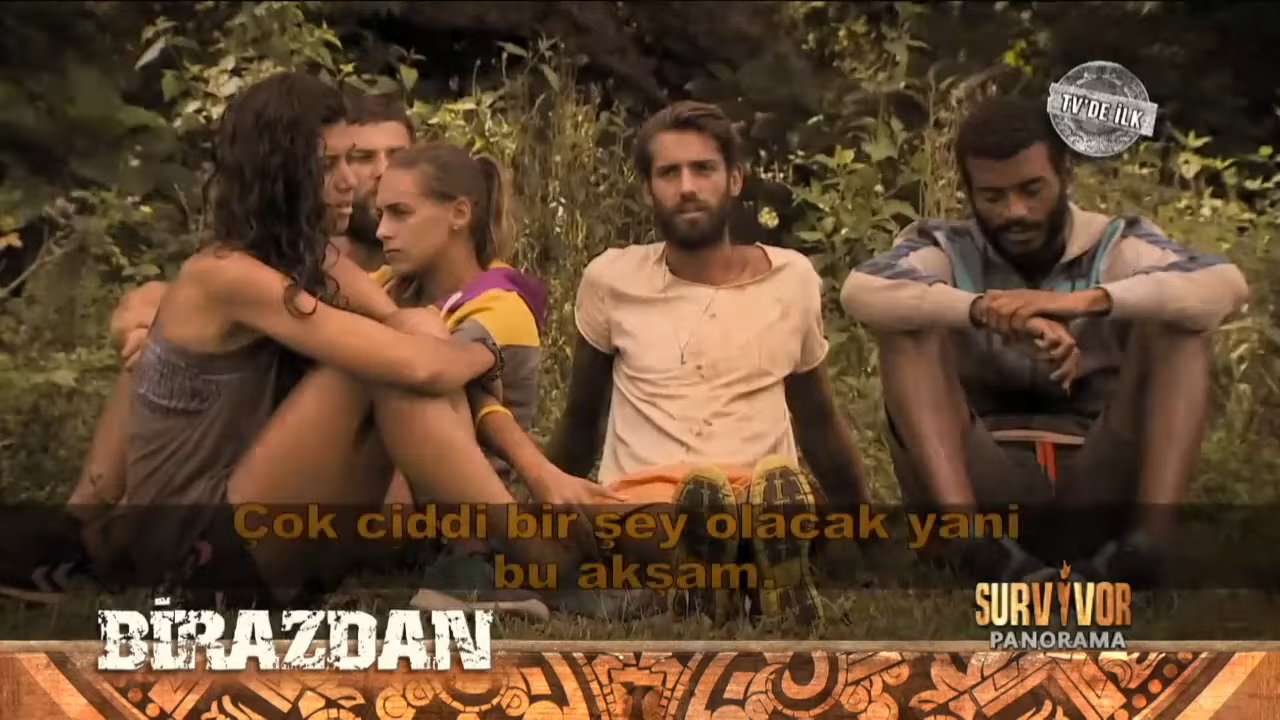 TV'DE İLK
Çok ciddi bir şey olacak yani
bu akşam.
BİRAZDAN
SURVIVOR
PANORAMA